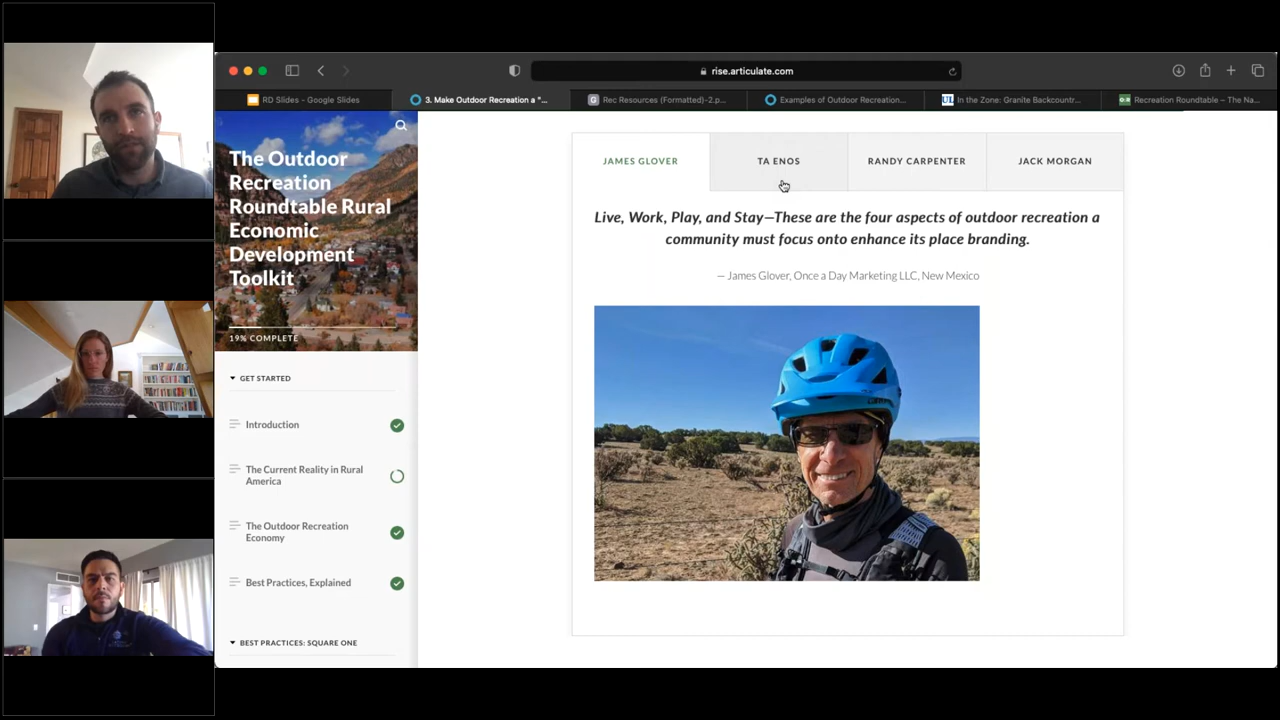 rise.articulate.com
RD Slides - Google Slides
3. Make Outdoor Recreation a "...
Rec Resources (Formatted)-2.p...
Examples of Outdoor Recreation...
In the Zone: Granite Backcountr...
Recreation Roundtable – The Na...
The Outdoor
Recreation
Roundtable Rural
Economic
Development
Toolkit
19% COMPLETE
GET STARTED
Introduction
The Current Reality in Rural
America
The Outdoor Recreation
Economy
Best Practices, Explained
BEST PRACTICES: SQUARE ONE
JAMES GLOVER
TA ENOS
RANDY CARPENTER
JACK MORGAN
Live, Work, Play, and Stay—These are the four aspects of outdoor recreation a
community must focus onto enhance its place branding.
— James Glover, Once a Day Marketing LLC, New Mexico